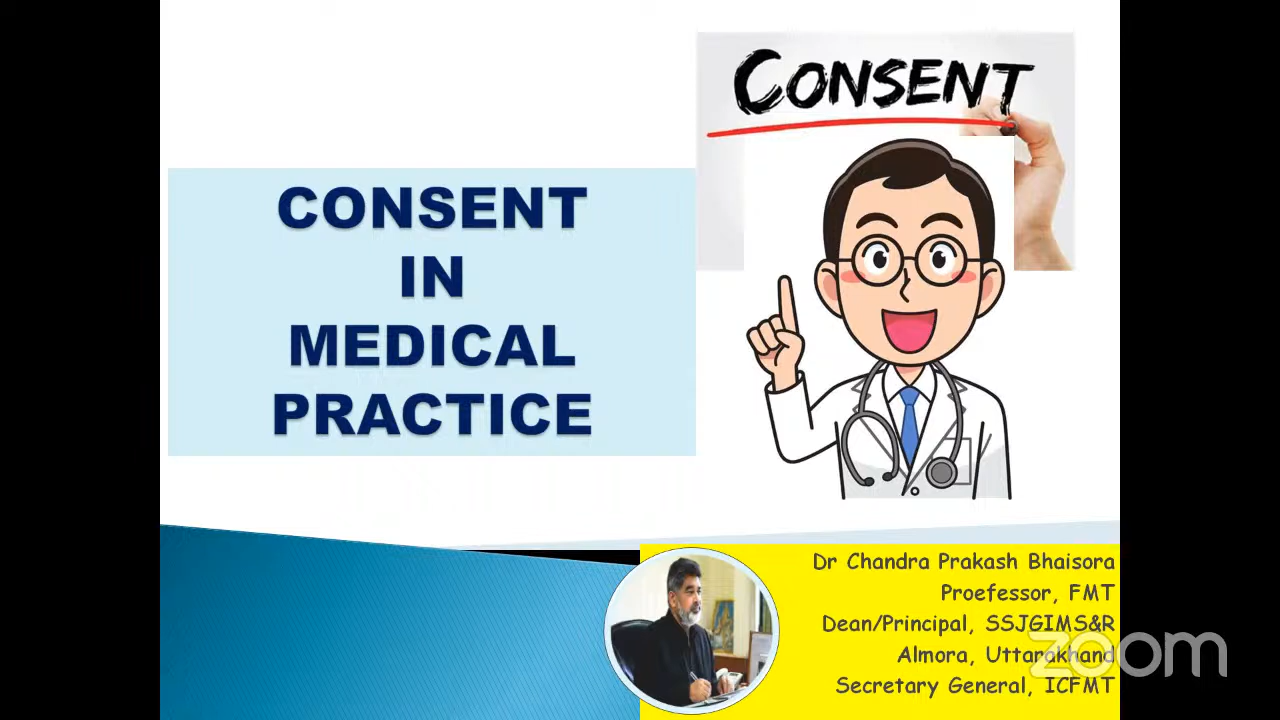 CONSENT
CONSENT
IN
MEDICAL
PRACTICE
Dr Chandra Prakash Bhaisora
Proefessor, FMT
Dean/Principal, SSJGIMS&R
Almora, Uttarakhand
Secretary General, ICFMT
zoom